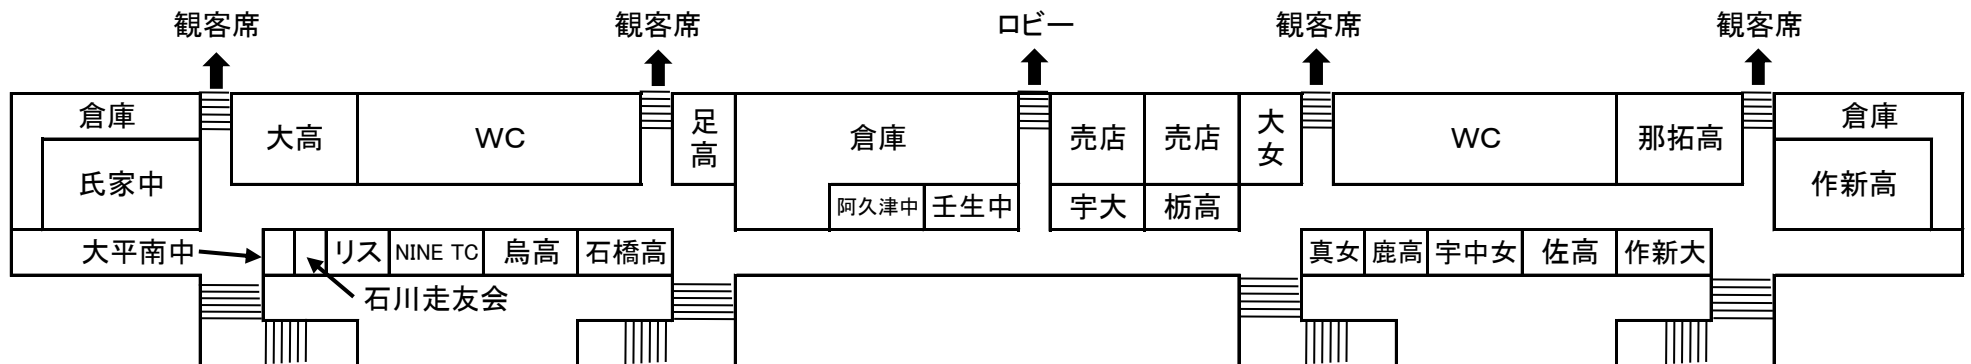 観客席
観客席
ロビー
観客席
観客席
倉庫
大高
WC
足高
倉庫
売店
売店
大女
WC
那拓高
倉庫
氏家中
阿久津中
壬生中
宇大
栃高
作新高
大平南中
リス
NINE TC
烏高
石橋高
真女
鹿高
宇中女
佐高
作新大
石川走友会